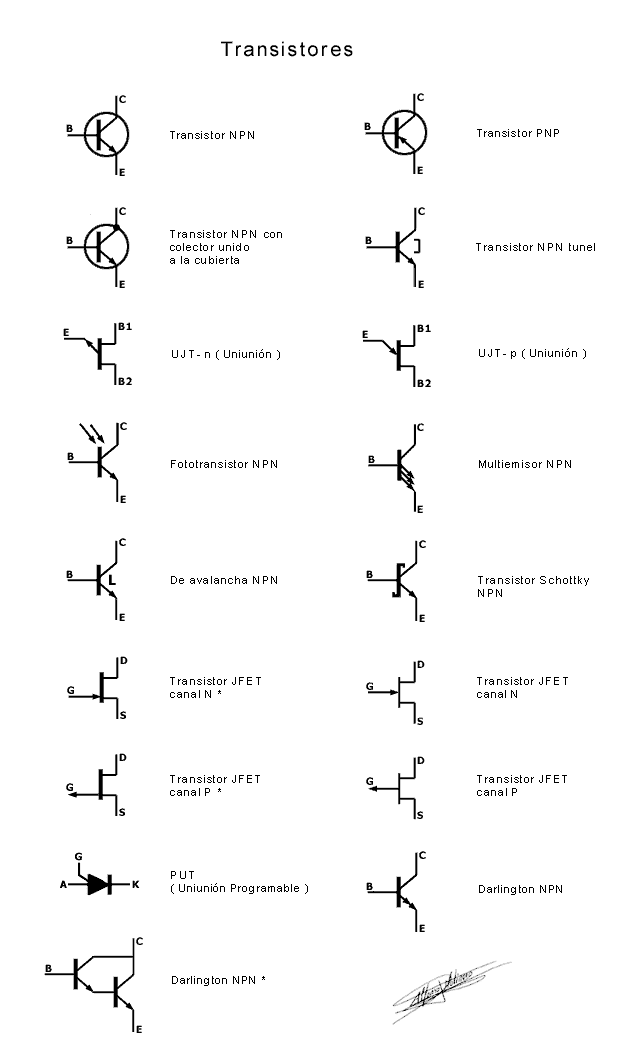 Transistores
C
B
E
Transistor NPN
C
B
E
Transistor PNP
C
B
E
Transistor NPN con
colector unido
a la cubierta
C
B
E
Transistor NPN tunel
E
B1
B2
UJT- n ( Uniunión )
E
B1
B2
UJT- p ( Uniunión )
C
B
E
Fototransistor NPN
C
B
E
Multiemisor NPN
C
B
L
E
De avalancha NPN
C
B
E
Transistor Schottky
NPN
D
G
S
Transistor JFET
canal N *
D
G
S
Transistor JFET
canal N
D
G
S
Transistor JFET
canal P *
D
G
S
Transistor JFET
canal P
G
A
K
PUT
( Uniunión Programable )
C
B
E
Darlington NPN
C
B
E
Darlington NPN *